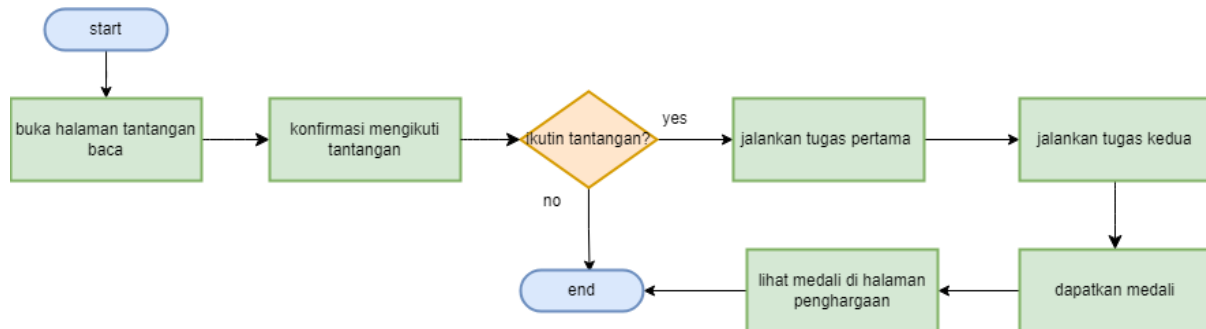 start
buka halaman tantangan
baca
konfirmasi mengikuti
tantangan
ikutin tantangan?
yes
jalankan tugas pertama
jalankan tugas kedua
no
end
lihat medali di halaman
penghargaan
dapatkan medali